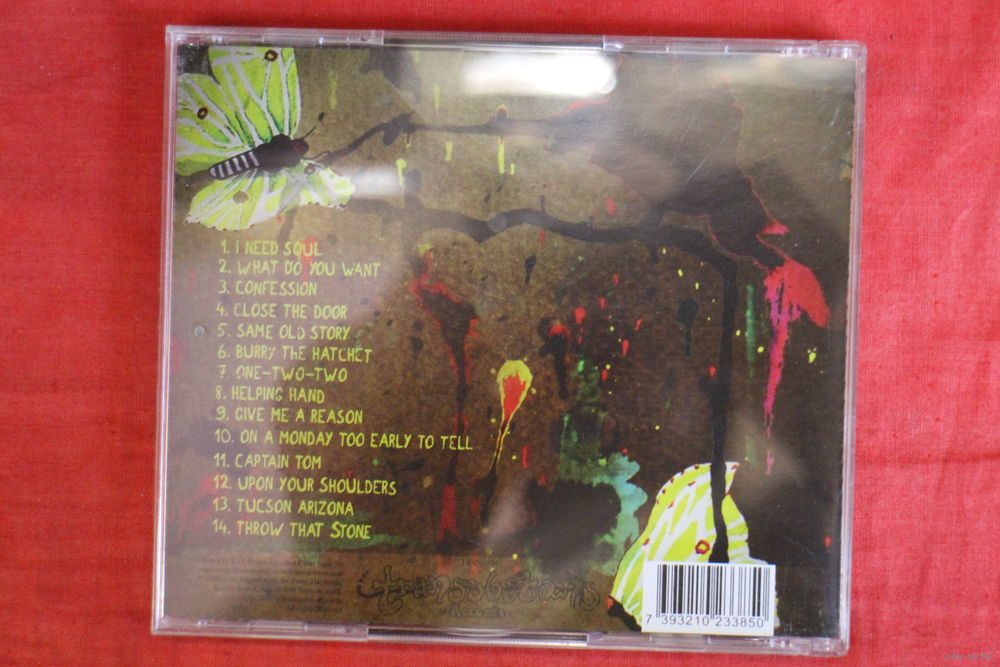 1. I NEED SOUL
2. WHAT DO YOU WANT
3. CONFESSION
4. CLOSE THE DOOR
5. SAME OLD STORY
6. BURRY THE HATCHET
7. ONE-TWO-TWO
8. HELPING HAND
9. GIVE ME A REASON
10. ON A MONDAY TOO EARLY TO TELL
11. CAPTAIN TOM
12. UPON YOUR SHOULDERS
13. TUCSON ARIZONA
14. THROW THAT STONE
transubstans
Records
7 393210 233850